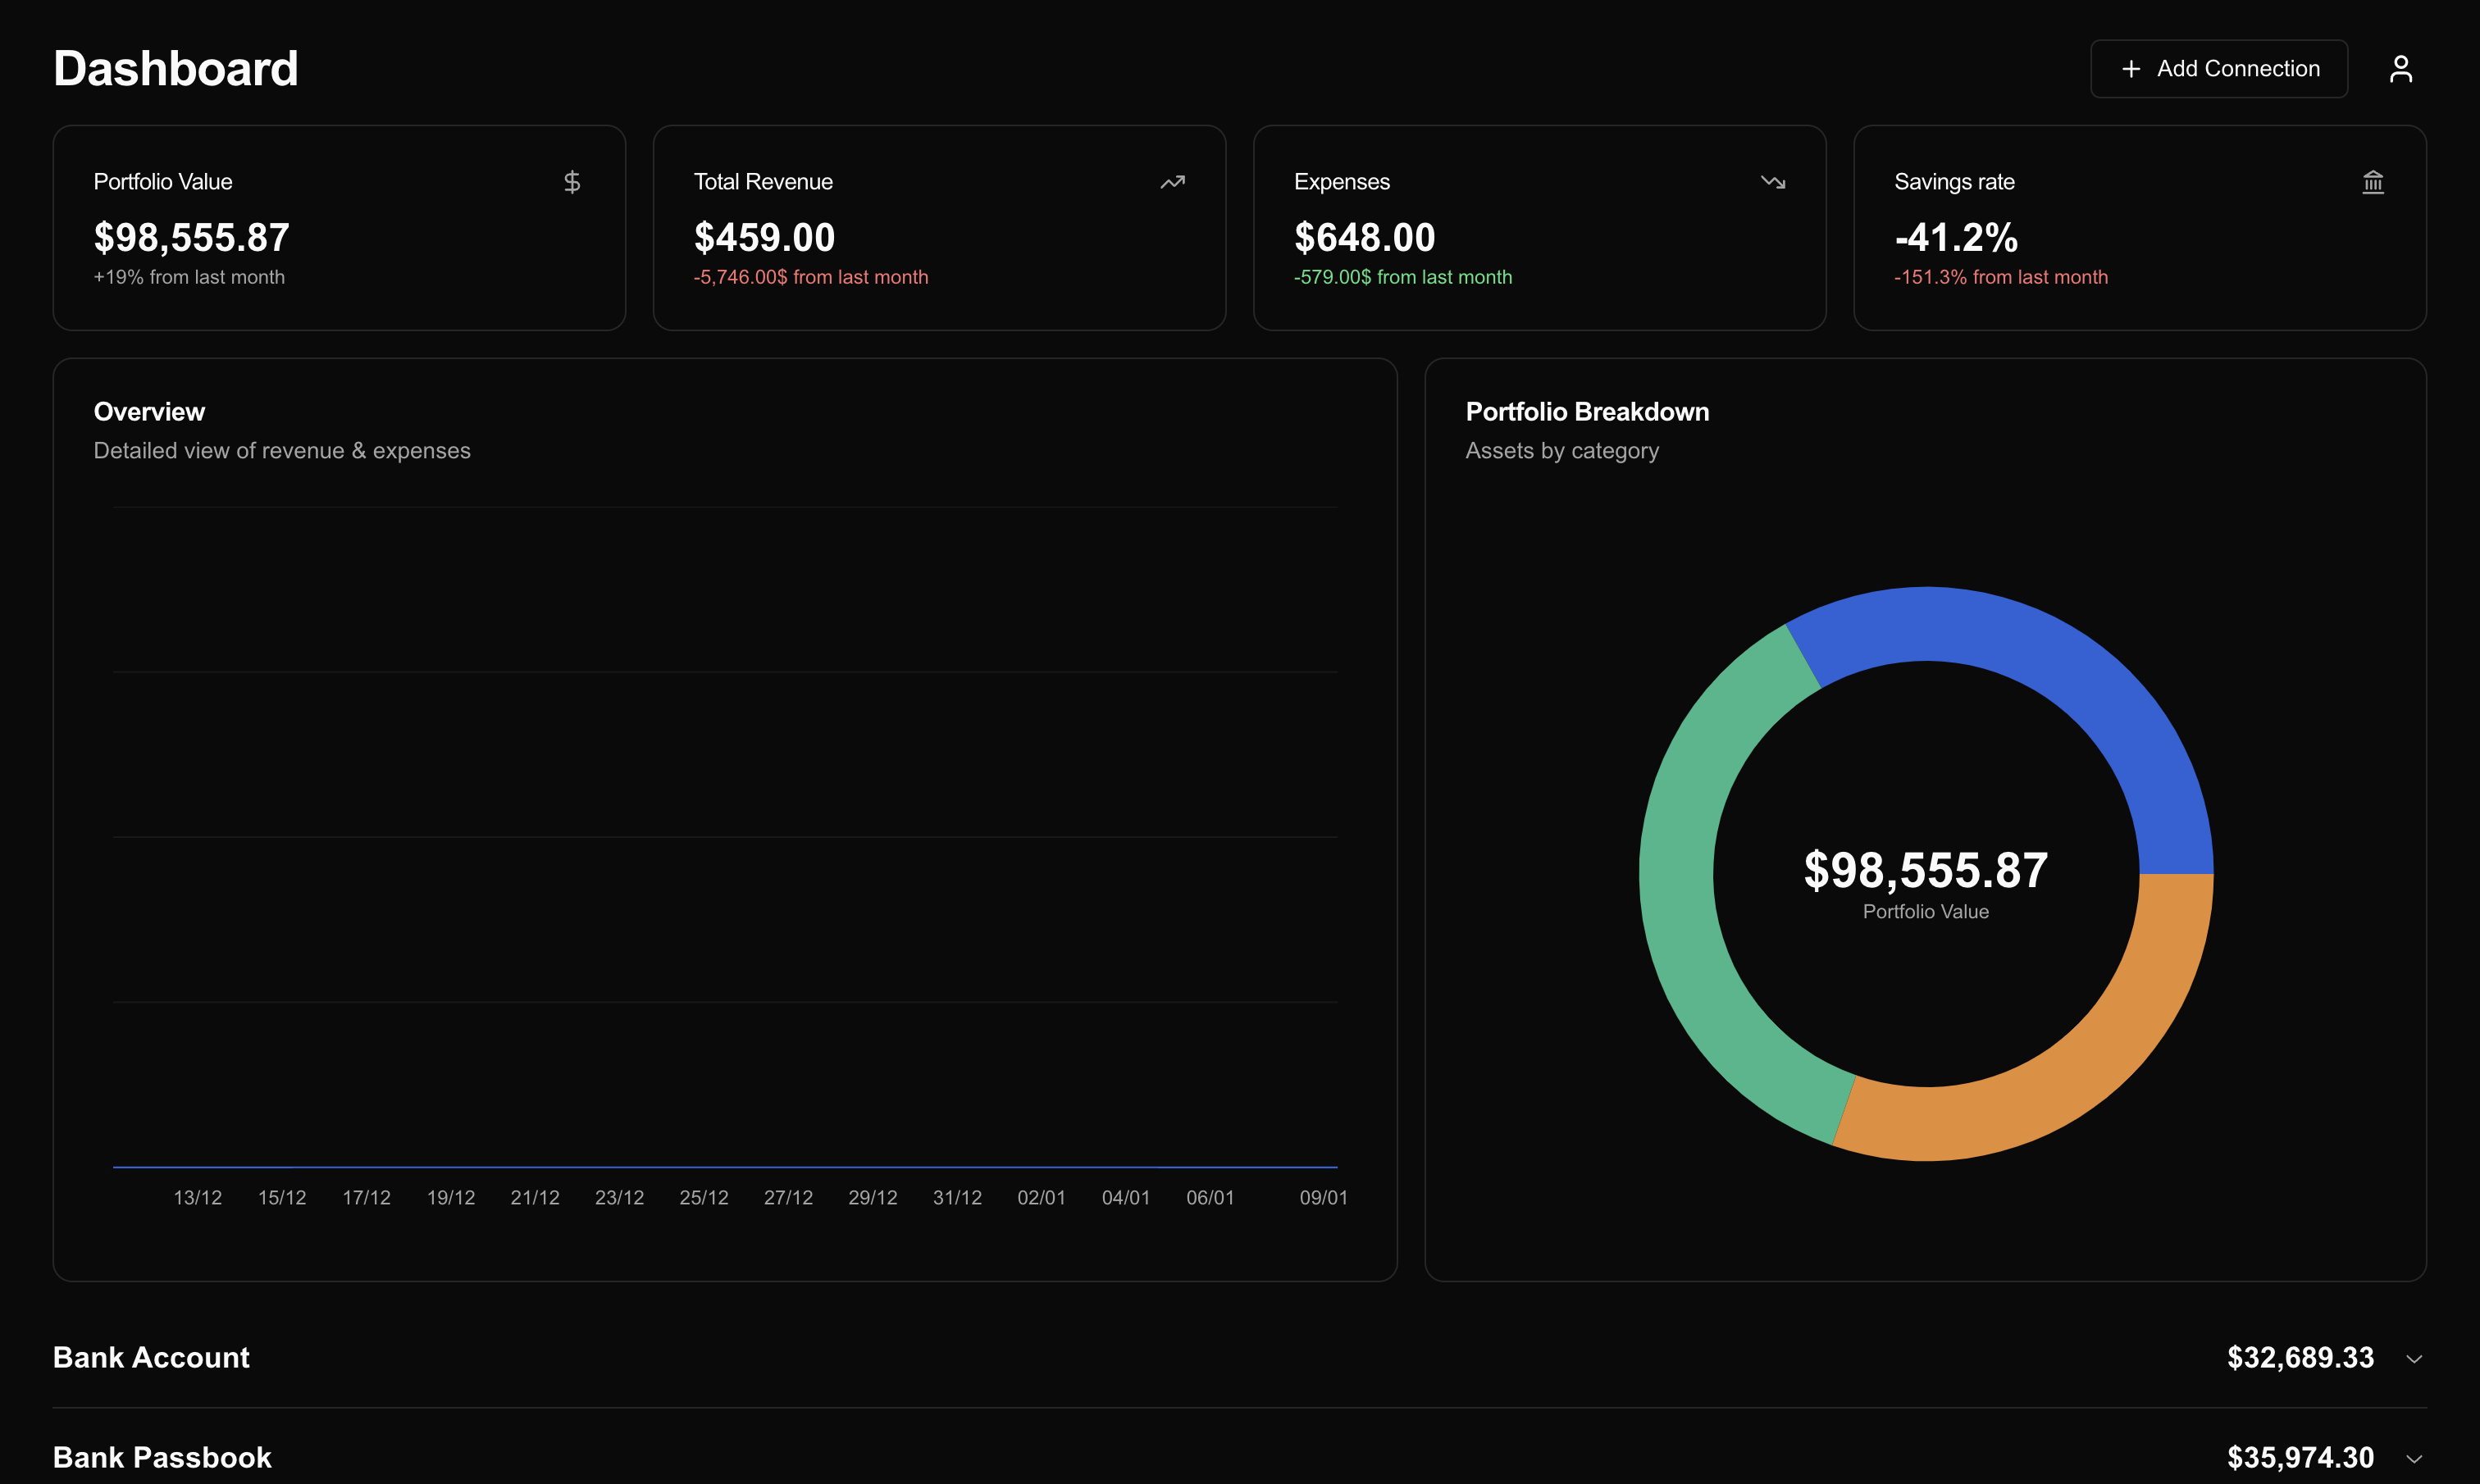 Dashboard
Add Connection
Portfolio Value
$98,555.87
+19% from last month
Total Revenue
$459.00
-5,746.00$ from last month
Expenses
$648.00
-579.00$ from last month
Savings rate
-41.2%
-151.3% from last month
Overview
Detailed view of revenue & expenses
13/12 15/12 17/12 19/12 21/12 23/12 25/12 27/12 29/12 31/12 02/01 04/01 06/01 09/01
Portfolio Breakdown
Assets by category
$98,555.87
Portfolio Value
Bank Account $32,689.33
Bank Passbook $35,974.30